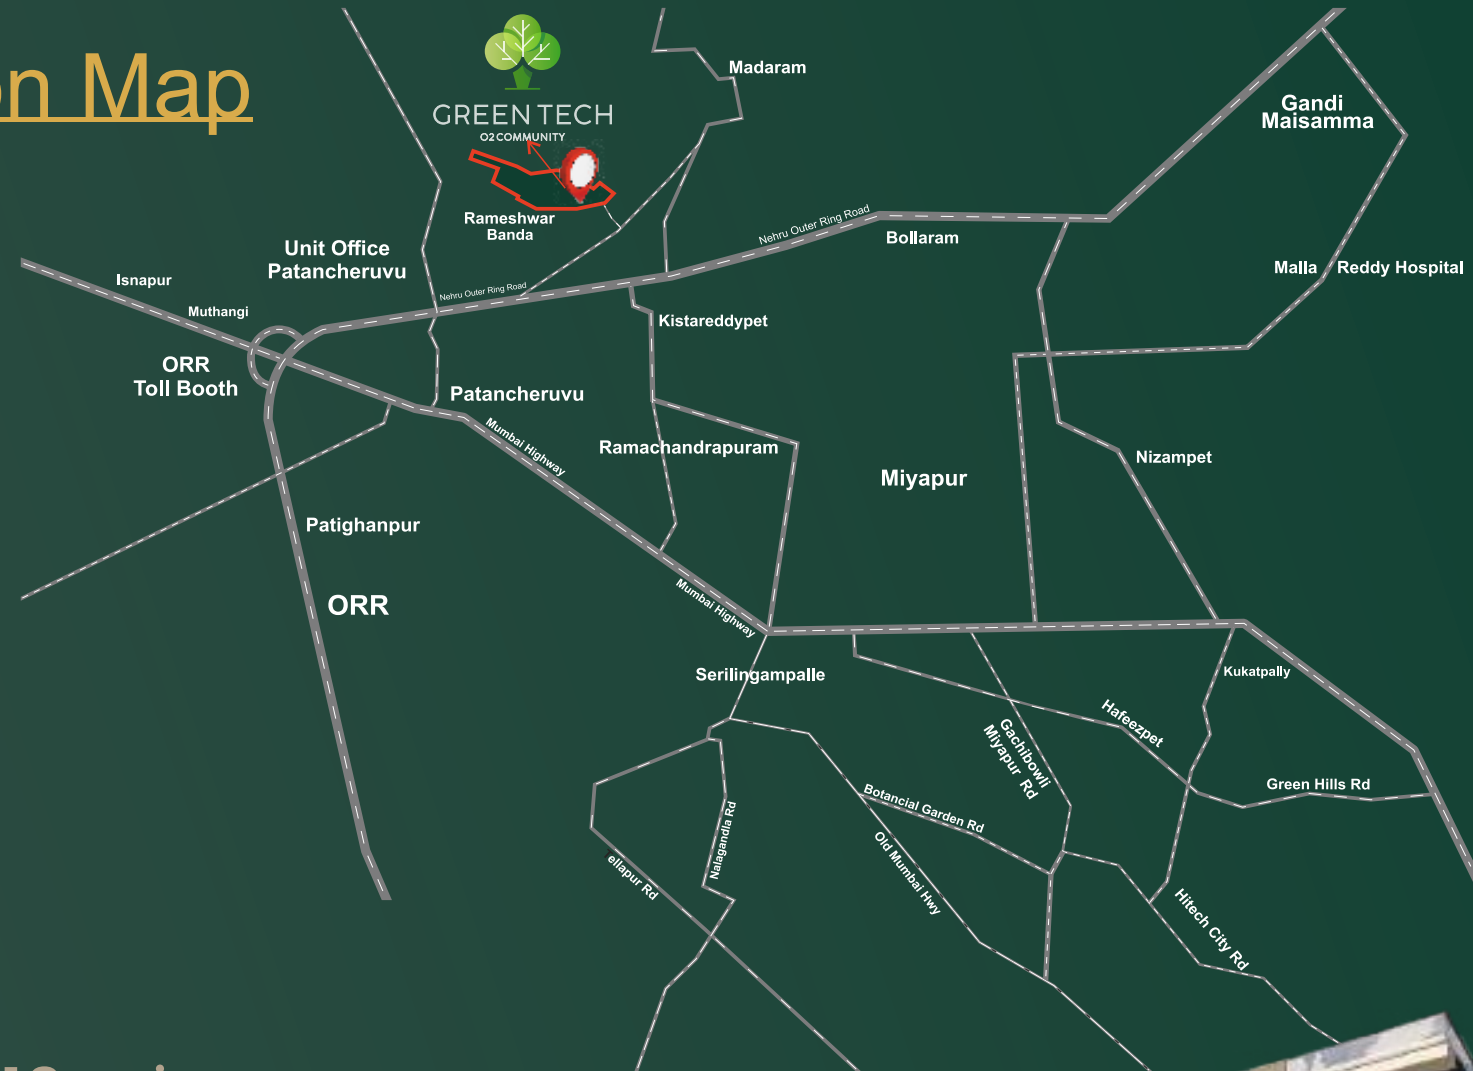 Map
GREEN TECH
O2 COMMUNITY
Madaram
Gandi
Maisamma
Rameshwar
Banda
Nehru Outer Ring Road
Bollaram
Unit Office
Patancheruvu
Isnapur
Malla Reddy Hospital
Nehru Outer Ring Road
Muthangi
Kistareddypet
ORR
Toll Booth
Patancheruvu
Mumbai Highway
Ramachandrapuram
Nizampet
Miyapur
Patighanpur
ORR
Mumbai Highway
Serilingampalle
Kukatpally
Hafeezpet
Gachibowli
Miyapur Rd
Green Hills Rd
Botancial Garden Rd
Nalagandla Rd
Old Mumbai Hwy
ellapur Rd
Hitech City Rd